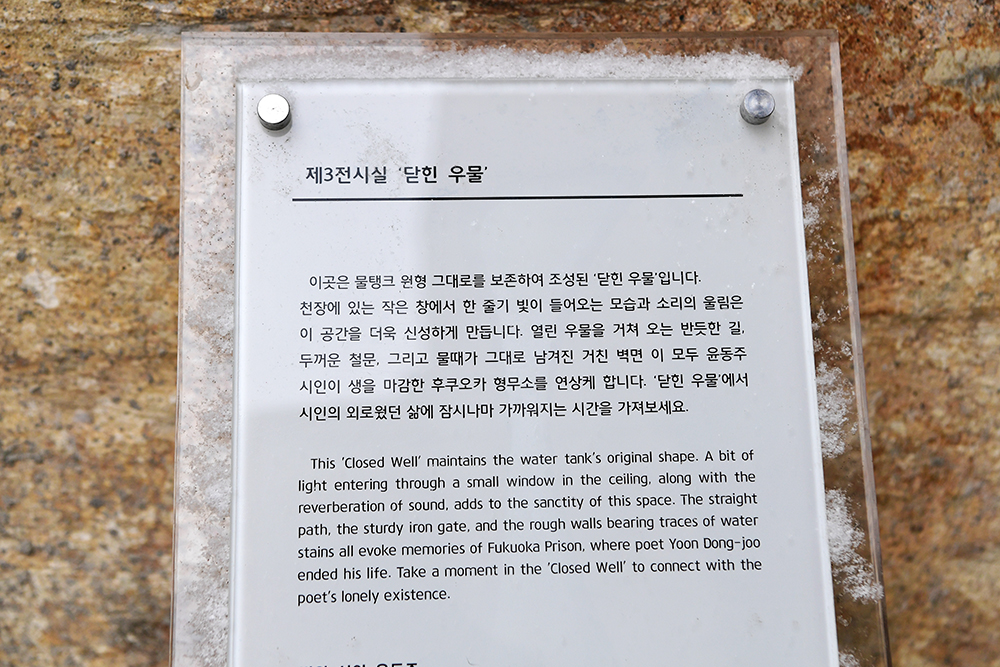 제3전시실 '닫힌 우물'
이곳은 물탱크 원형 그대로를 보존하여 조성된 '닫힌 우물'입니다.
천장에 있는 작은 창에서 한 줄기 빛이 들어오는 모습과 소리의 울림은
이 공간을 더욱 신성하게 만듭니다. 열린 우물을 거쳐 오는 반듯한 길,
두꺼운 철문, 그리고 물때가 그대로 남겨진 거친 벽면 이 모두 윤동주
시인이 생을 마감한 후쿠오카 형무소를 연상케 합니다. '닫힌 우물'에서
시인의 외로웠던 삶에 잠시나마 가까워지는 시간을 가져보세요.
This 'Closed Well' maintains the water tank's original shape. A bit of
light entering through a small window in the ceiling, along with the
reverberation of sound, adds to the sanctity of this space. The straight
path, the sturdy iron gate, and the rough walls bearing traces of water
stains all evoke memories of Fukuoka Prison, where poet Yoon Dong-joo
ended his life. Take a moment in the 'Closed Well' to connect with the
poet's lonely existence.